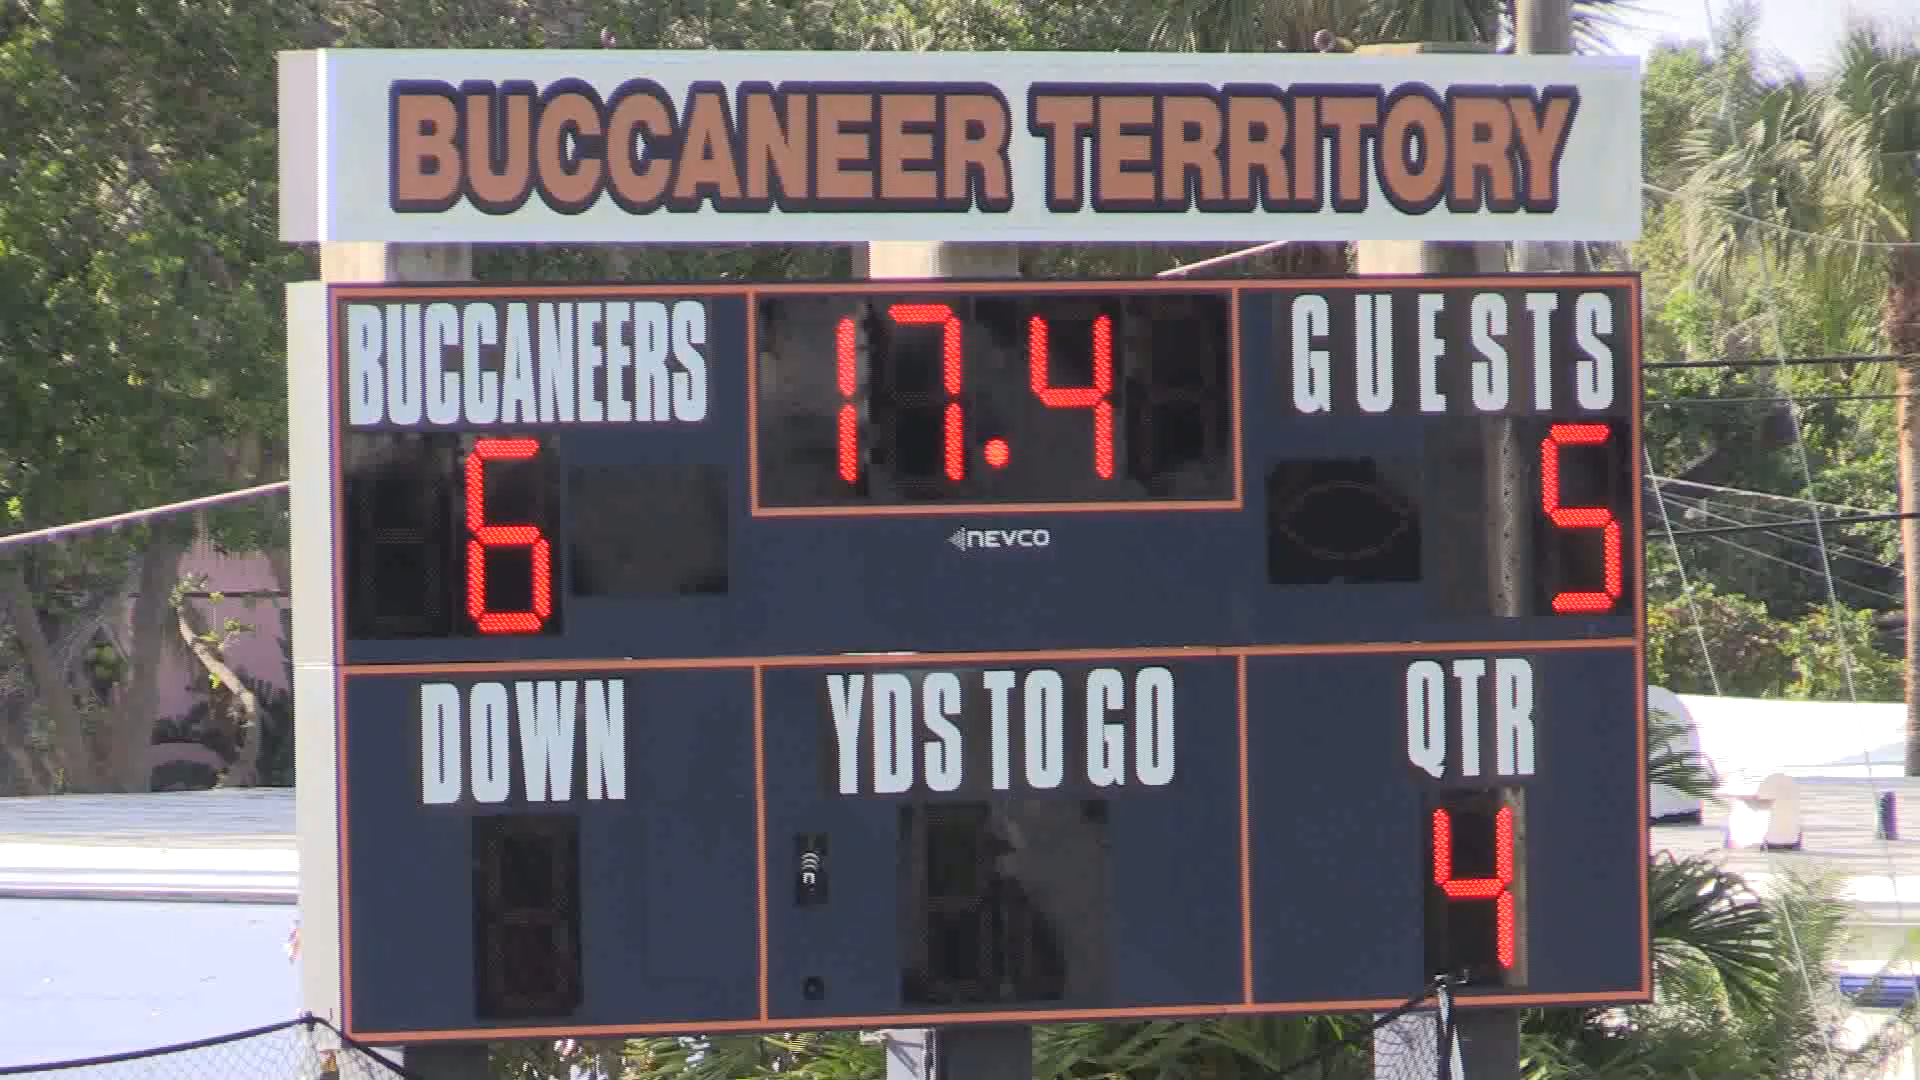 BUCCANEER TERRITORY
BUCCANEERS 17.4 GUESTS
6 5
NEVCO
DOWN YDS TO GO QTR
4